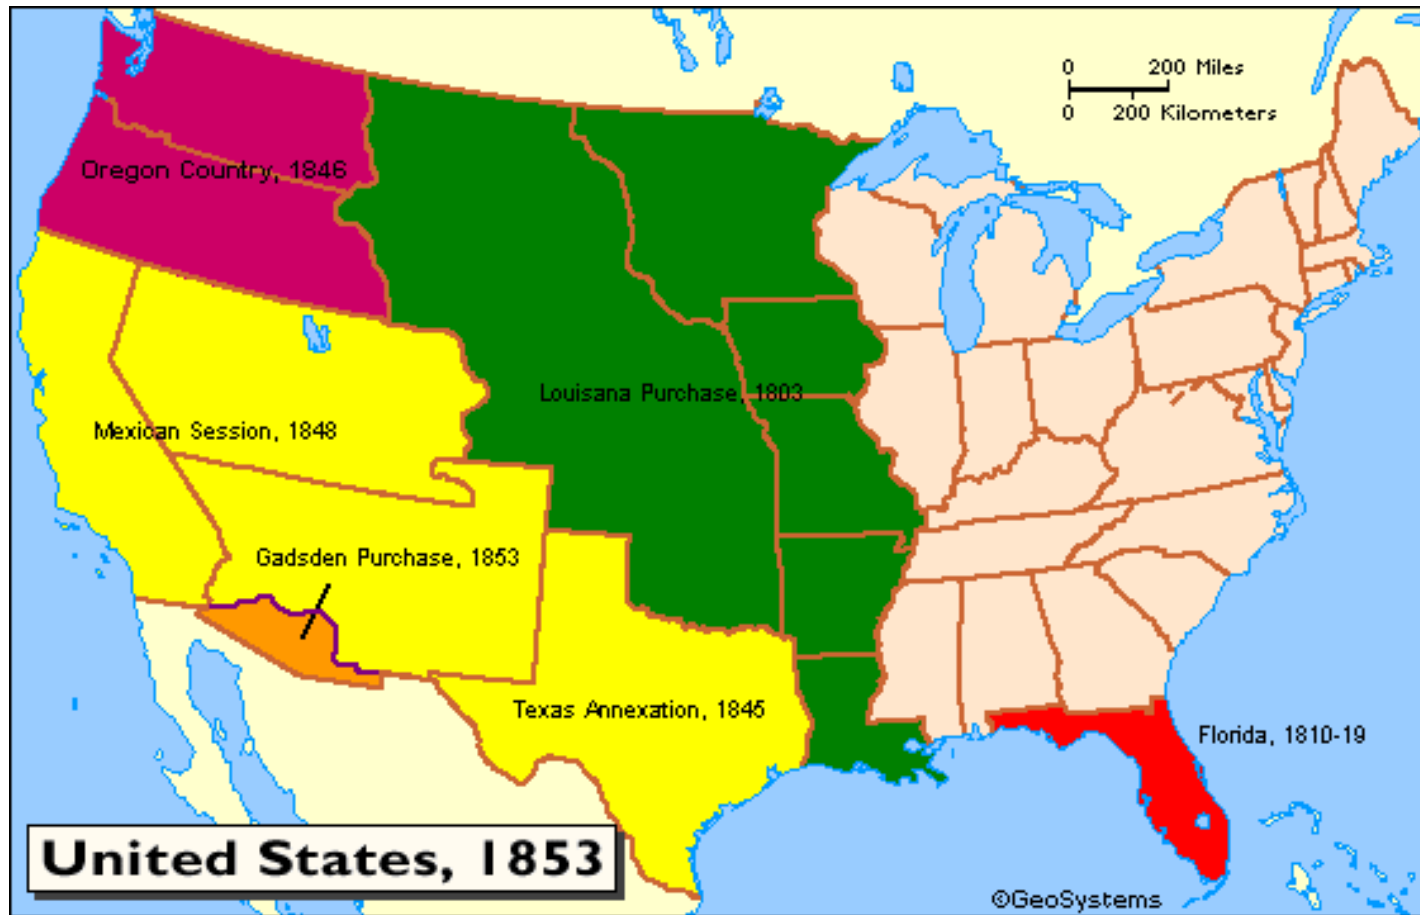 0 200 Miles
0 200 Kilometers
Oregon Country, 1846
Louisana Purchase, 1803
Mexican Session, 1848
Gadsden Purchase, 1853
Texas Annexation, 1845
Florida, 1810-19
United States, 1853
©GeoSystems